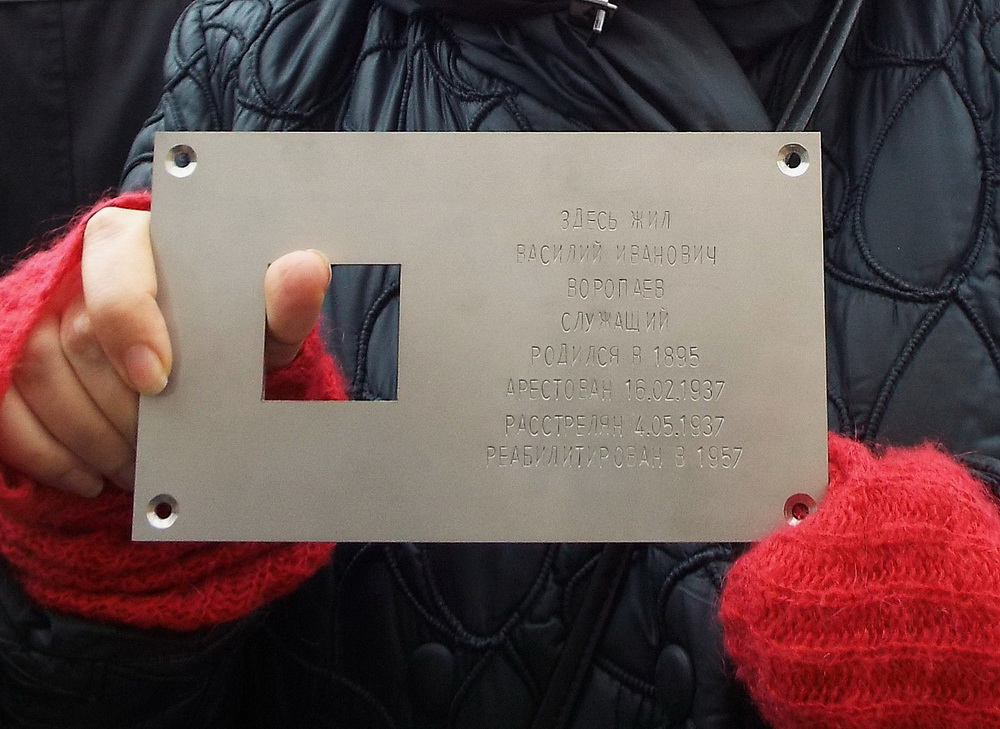 ЗДЕСЬ ЖИЛ
ВАСИЛИЙ ИВАНОВИЧ
ВОРОПАЕВ
СЛУЖАЩИЙ
РОДИЛСЯ В 1895
АРЕСТОВАН 16.02.1937
РАССТРЕЛЯН 4.05.1937
РЕАБИЛИТИРОВАН В 1957